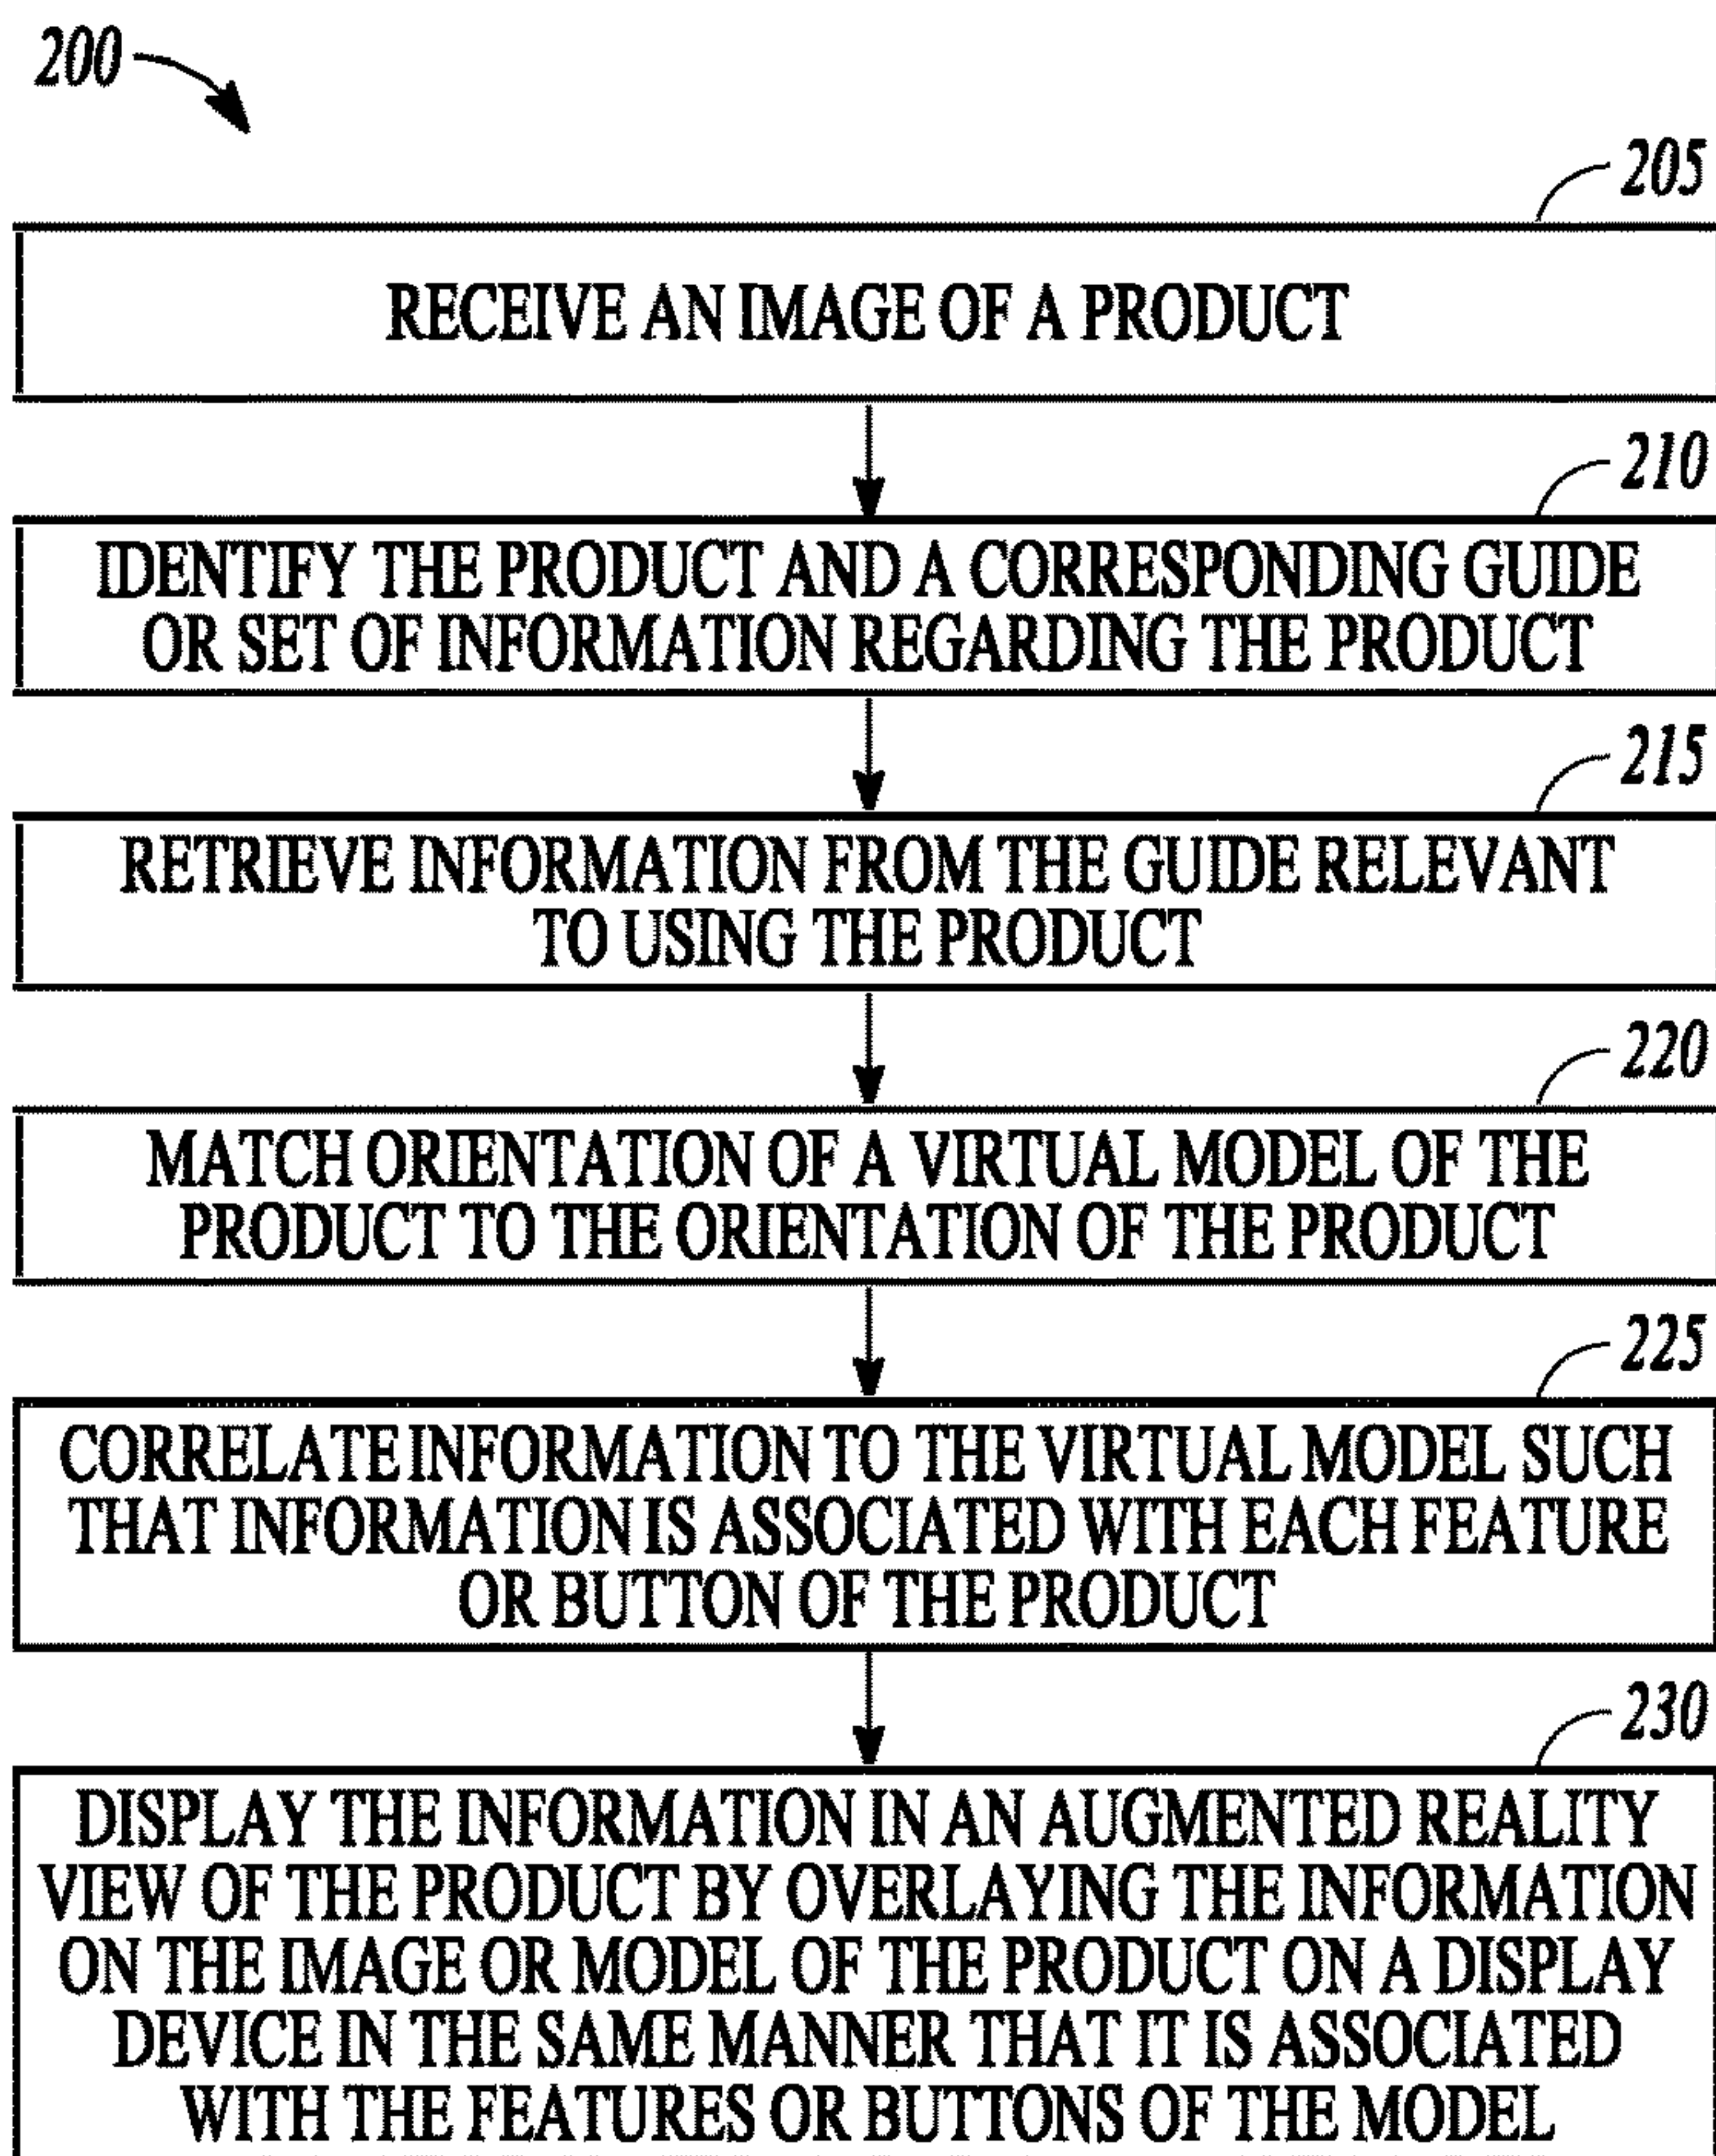 200
205
RECEIVE AN IMAGE OF A PRODUCT
210
IDENTIFY THE PRODUCT AND A CORRESPONDING GUIDE
OR SET OF INFORMATION REGARDING THE PRODUCT
215
RETRIEVE INFORMATION FROM THE GUIDE RELEVANT
TO USING THE PRODUCT
220
MATCH ORIENTATION OF A VIRTUAL MODEL OF THE
PRODUCT TO THE ORIENTATION OF THE PRODUCT
225
CORRELATE INFORMATION TO THE VIRTUAL MODEL SUCH
THAT INFORMATION IS ASSOCIATED WITH EACH FEATURE
OR BUTTON OF THE PRODUCT
230
DISPLAY THE INFORMATION IN AN AUGMENTED REALITY
VIEW OF THE PRODUCT BY OVERLAYING THE INFORMATION
ON THE IMAGE OR MODEL OF THE PRODUCT ON A DISPLAY
DEVICE IN THE SAME MANNER THAT IT IS ASSOCIATED
WITH THE FEATURES OR BUTTONS OF THE MODEL